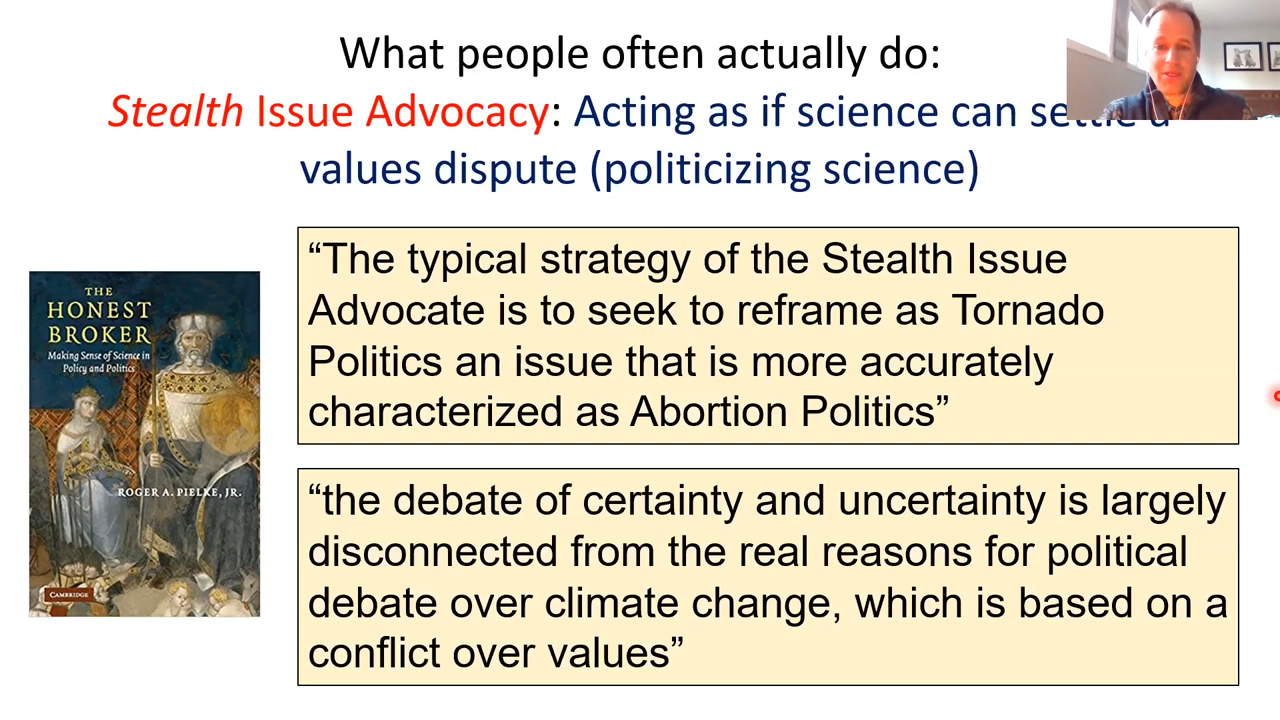 What people often actually do:
Stealth Issue Advocacy: Acting as if science can settle a
values dispute (politicizing science)
“The typical strategy of the Stealth Issue
Advocate is to seek to reframe as Tornado
Politics an issue that is more accurately
characterized as Abortion Politics”
THE
HONEST
BROKER
Making Sense of Science in
Policy and Politics
ROGER A. PIELKE, JR.
CAMBRIDGE
“the debate of certainty and uncertainty is largely
disconnected from the real reasons for political
debate over climate change, which is based on a
conflict over values”